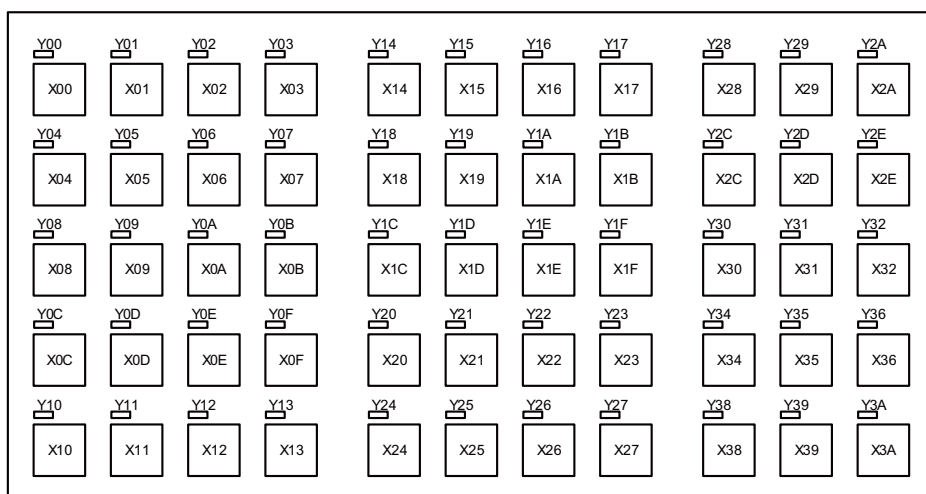 Y00 Y01 Y02 Y03 Y14 Y15 Y16 Y17 Y28 Y29 Y2A
X00 X01 X02 X03 X14 X15 X16 X17 X28 X29 X2A
Y04 Y05 Y06 Y07 Y18 Y19 Y1A Y1B Y2C Y2D Y2E
X04 X05 X06 X07 X18 X19 X1A X1B X2C X2D X2E
Y08 Y09 Y0A Y0B Y1C Y1D Y1E Y1F Y30 Y31 Y32
X08 X09 X0A X0B X1C X1D X1E X1F X30 X31 X32
Y0C Y0D Y0E Y0F Y20 Y21 Y22 Y23 Y34 Y35 Y36
X0C X0D X0E X0F X20 X21 X22 X23 X34 X35 X36
Y10 Y11 Y12 Y13 Y24 Y25 Y26 Y27 Y38 Y39 Y3A
X10 X11 X12 X13 X24 X25 X26 X27 X38 X39 X3A